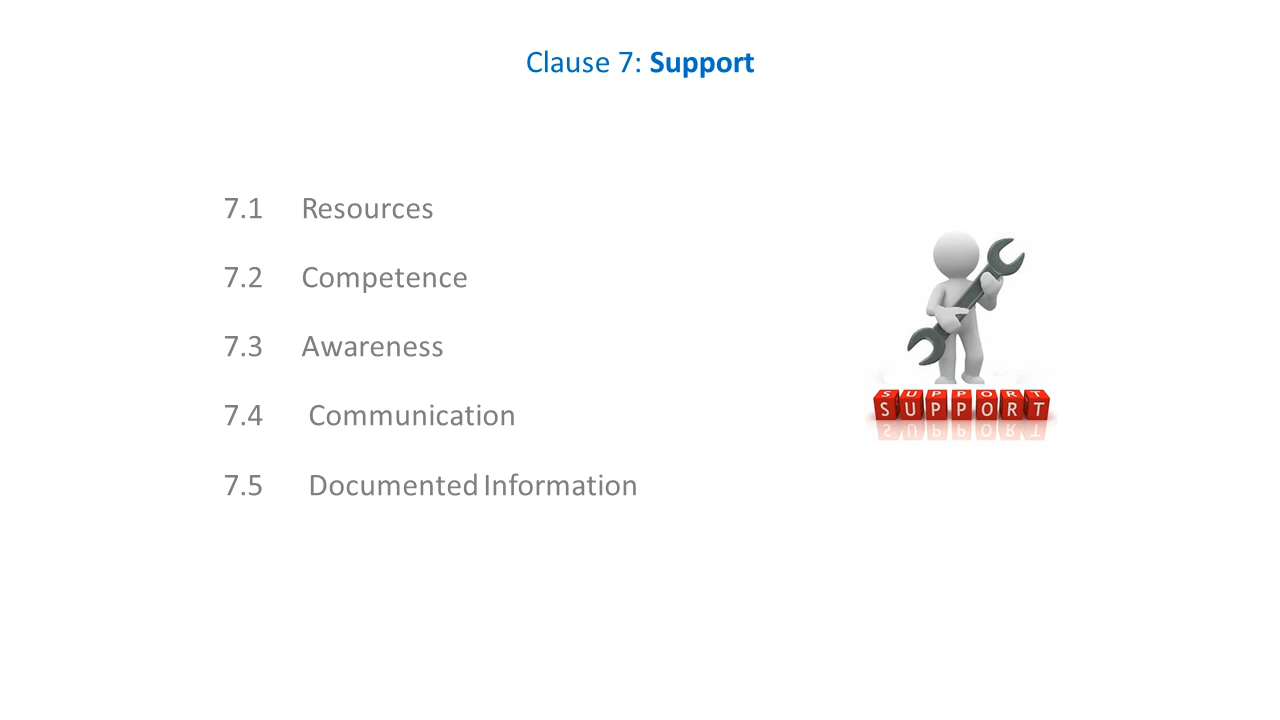 Clause 7: Support
7.1 Resources
7.2 Competence
7.3 Awareness
7.4 Communication
7.5 Documented Information
SUPPORT
SUPPORT